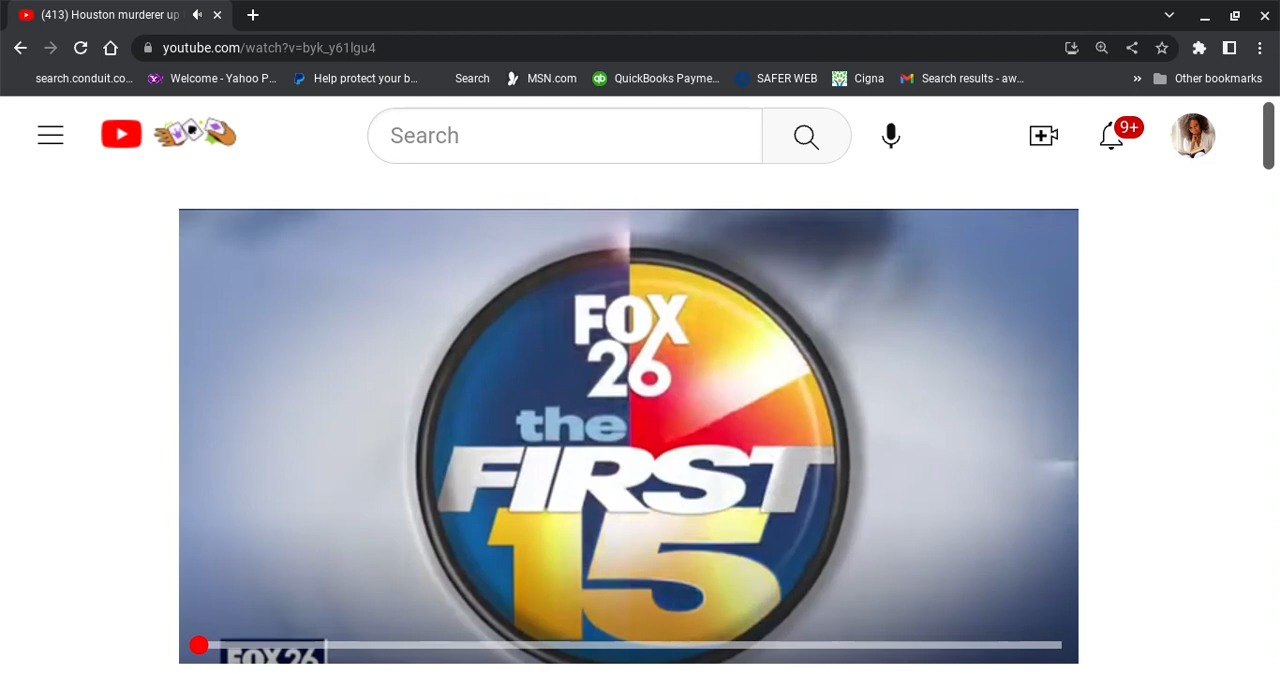 (413) Houston murderer up
youtube.com/watch?v=byk_y61lgu4
search.conduit.co... Welcome - Yahoo P... Help protect your b... Search MSN.com QuickBooks Payme... SAFER WEB Cigna Search results - aw... » Other bookmarks
Search 9+
FOX
26
the
FIRST
15
FOX26